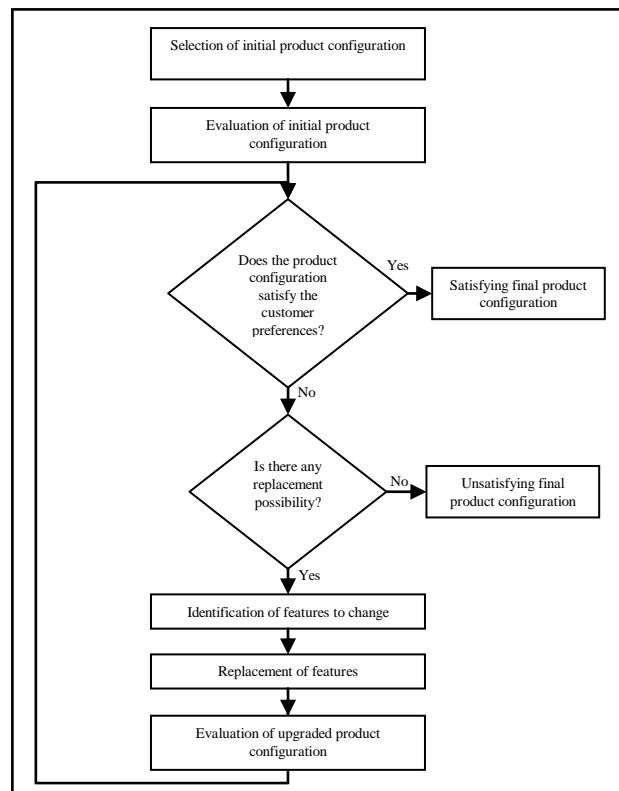 Selection of initial product configuration
Evaluation of initial product
configuration
Does the product
configuration
satisfy the
customer
preferences?
Yes
Satisfying final product
configuration
No
Is there any
replacement
possibility?
No
Unsatisfying final
product configuration
Yes
Identification of features to change
Replacement of features
Evaluation of upgraded product
configuration